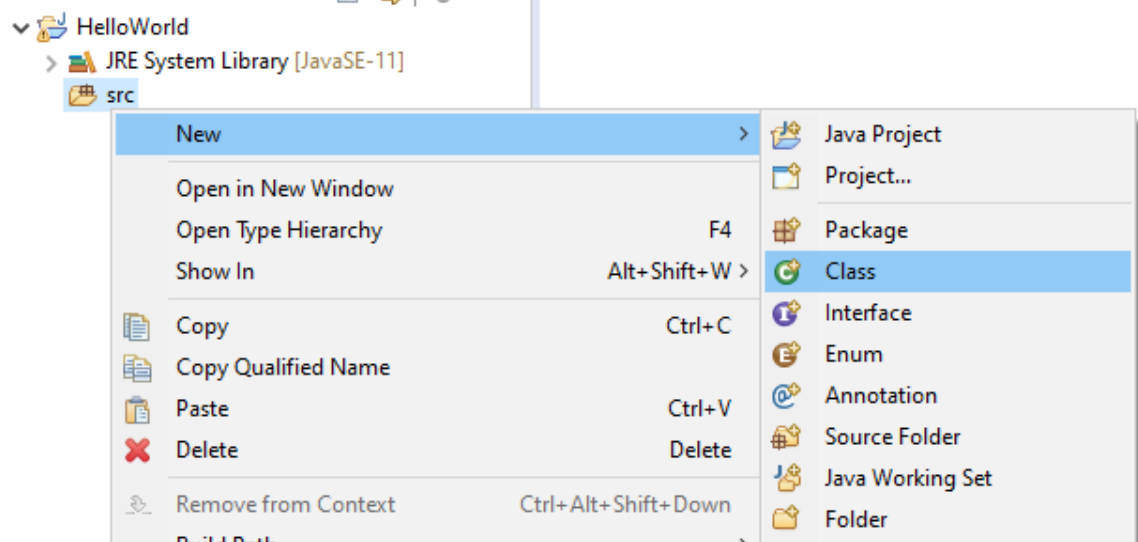 HelloWorld
JRE System Library [JavaSE-11]
src
New
Open in New Window
Open Type Hierarchy F4
Show In Alt+Shift+W
Copy Ctrl+C
Copy Qualified Name
Paste Ctrl+V
Delete Delete
Remove from Context Ctrl+Alt+Shift+Down
Java Project
Project...
Package
Class
Interface
Enum
Annotation
Source Folder
Java Working Set
Folder